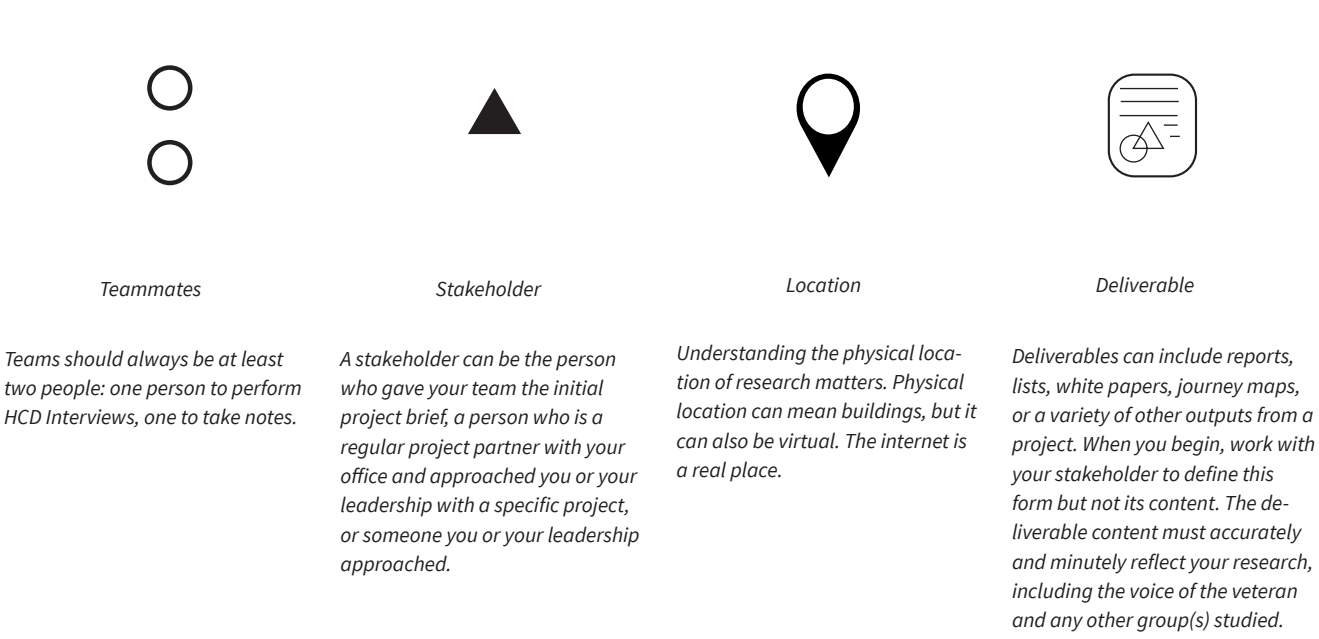 Teammates
Teams should always be at least
two people: one person to perform
HCD Interviews, one to take notes.
Stakeholder
A stakeholder can be the person
who gave your team the initial
project brief, a person who is a
regular project partner with your
office and approached you or your
leadership with a specific project,
or someone you or your leadership
approached.
Location
Understanding the physical loca-
tion of research matters. Physical
location can mean buildings, but it
can also be virtual. The internet is
a real place.
Deliverable
Deliverables can include reports,
lists, white papers, journey maps,
or a variety of other outputs from a
project. When you begin, work with
your stakeholder to define this
form but not its content. The de-
liverable content must accurately
and minutely reflect your research,
including the voice of the veteran
and any other group(s) studied.